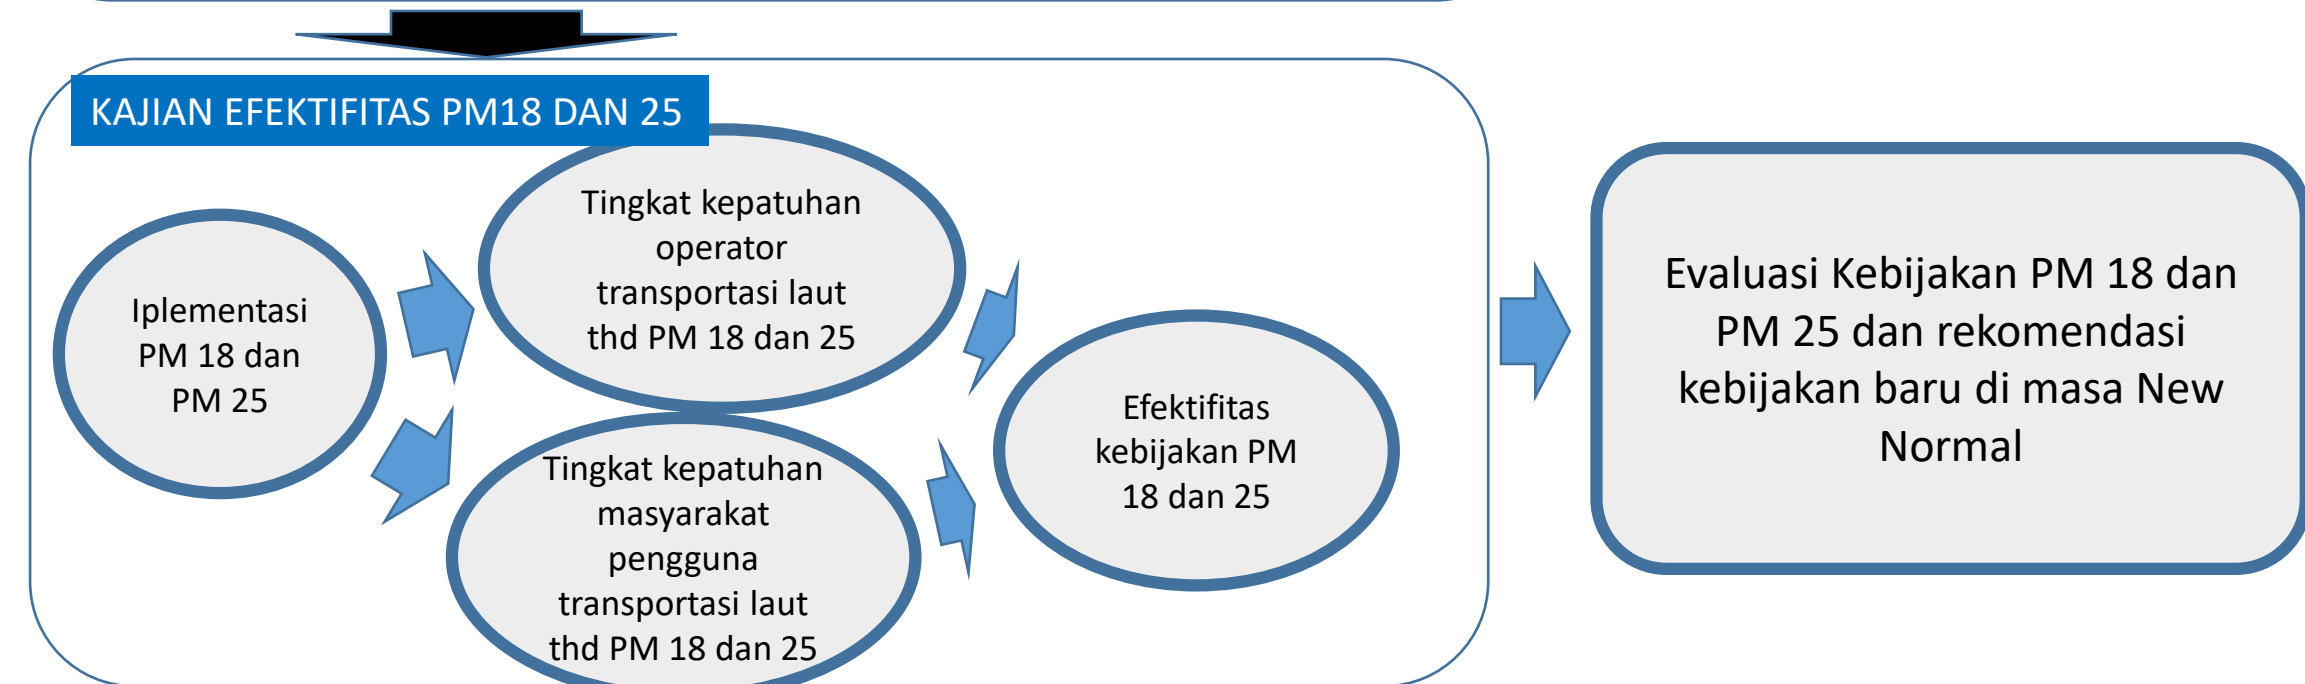 KAJIAN EFEKTIFITAS PM18 DAN 25
Iplementasi
PM 18 dan
PM 25
Tingkat kepatuhan
operator
transportasi laut
thd PM 18 dan 25
Tingkat kepatuhan
masyarakat
pengguna
transportasi laut
thd PM 18 dan 25
Efektifitas
kebijakan PM
18 dan 25
Evaluasi Kebijakan PM 18 dan
PM 25 dan rekomendasi
kebijakan baru di masa New
Normal